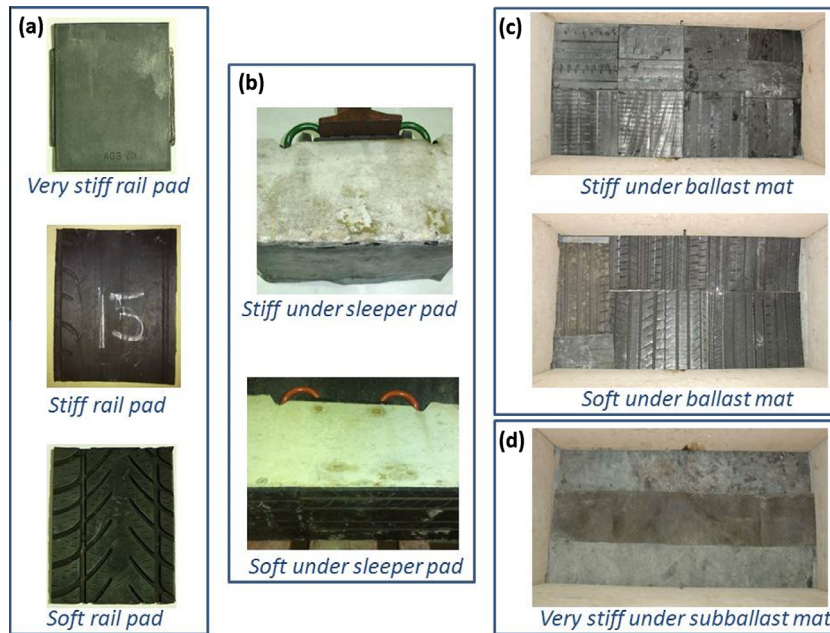 (a)
AGS
Very stiff rail pad
15
Stiff rail pad
Soft rail pad
(b)
Stiff under sleeper pad
Soft under sleeper pad
(c)
Stiff under ballast mat
Soft under ballast mat
(d)
Very stiff under subballast mat